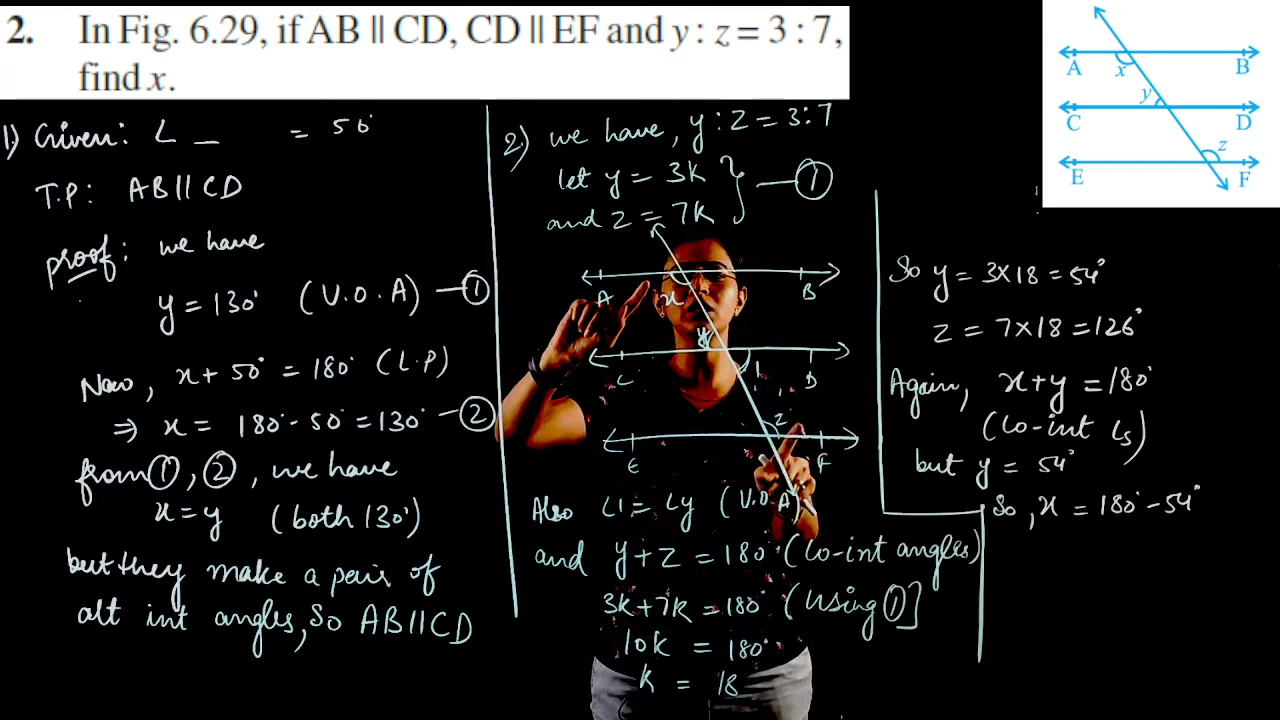 2. In Fig. 6.29, if AB || CD, CD || EF and y : z = 3 : 7,
find x.
A
B
x
y
C
D
z
E
F
1) Given: ∠ _ = 50°
T.P: AB || CD
proof: we have
y = 130° (V.O.A) — ①
Now, x + 50° = 180° (L.P)
⇒ x = 180° - 50° = 130° — ②
from ①, ②, we have
x = y (both 130°)
but they make a pair of
alt int angles, So AB || CD
2) we have, y : z = 3 : 7
let y = 3k
and z = 7k } — ①
A
B
x
y
C
1
D
z
E
F
Also ∠1 = ∠y (V.O.A)
and y + z = 180° (co-int angles)
3k + 7k = 180° (Using ①]
10k = 180°
k = 18
So y = 3×18 = 54°
z = 7×18 = 126°
Again, x + y = 180°
(co-int ∠s)
but y = 54°
So, x = 180° - 54°